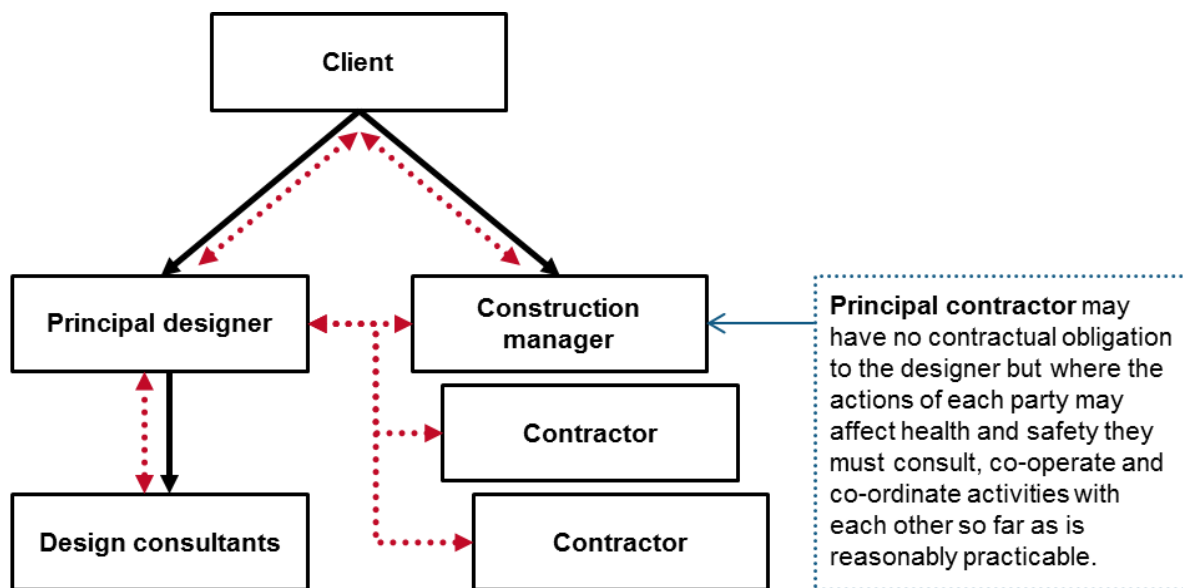 Client
Principal designer
Construction
manager
Principal contractor may
have no contractual obligation
to the designer but where the
actions of each party may
affect health and safety they
must consult, co-operate and
co-ordinate activities with
each other so far as is
reasonably practicable.
Contractor
Design consultants
Contractor